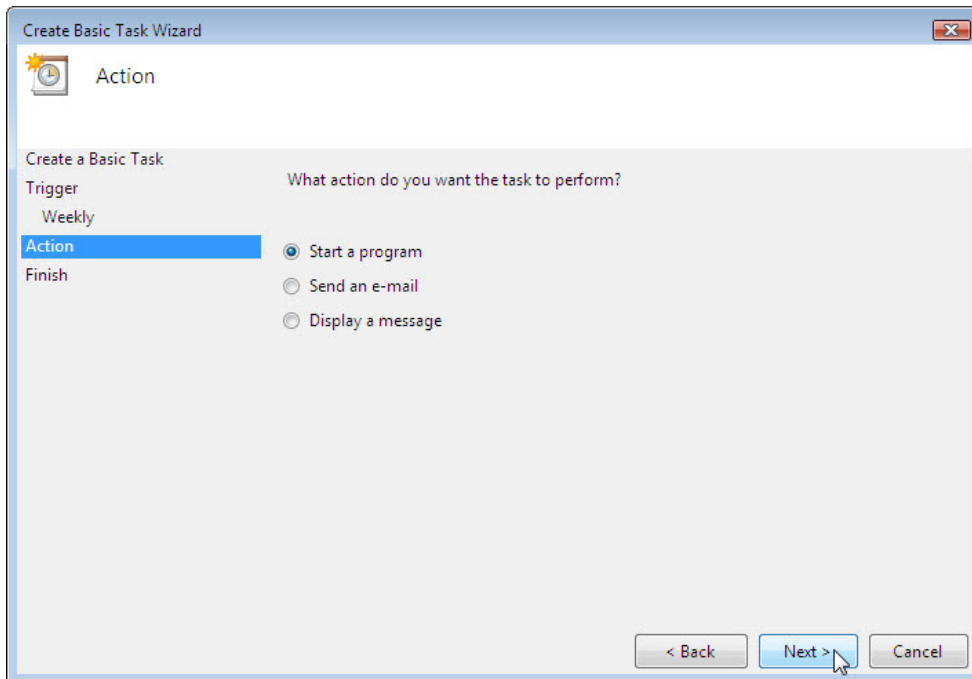 Create Basic Task Wizard
Action
Create a Basic Task
Trigger
Weekly
Action
Finish
What action do you want the task to perform?
Start a program
Send an e-mail
Display a message
< Back
Next >
Cancel